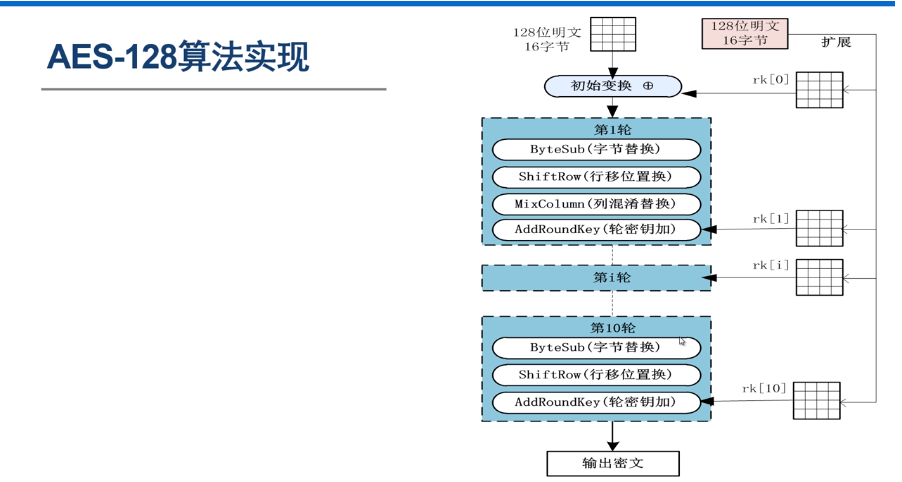 AES-128算法实现
128位明文
16字节
128位明文
16字节
扩展
初始变换 ⊕
rk[0]
第1轮
ByteSub(字节替换)
ShiftRow(行移位置换)
MixColumn(列混淆替换)
AddRoundKey(轮密钥加)
rk[1]
第i轮
rk[i]
第10轮
ByteSub(字节替换)
ShiftRow(行移位置换)
AddRoundKey(轮密钥加)
rk[10]
输出密文